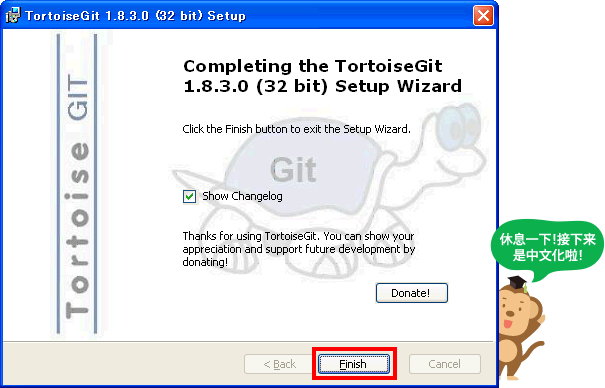 TortoiseGit 1.8.3.0 (32 bit) Setup
Tortoise GIT
Completing the TortoiseGit
1.8.3.0 (32 bit) Setup Wizard
Click the Finish button to exit the Setup Wizard.
Git
Show Changelog
Thanks for using TortoiseGit. You can show your
appreciation and support future development by
donating!
Donate!
休息一下!接下来
是中文化啦!
< Back
Finish
Cancel